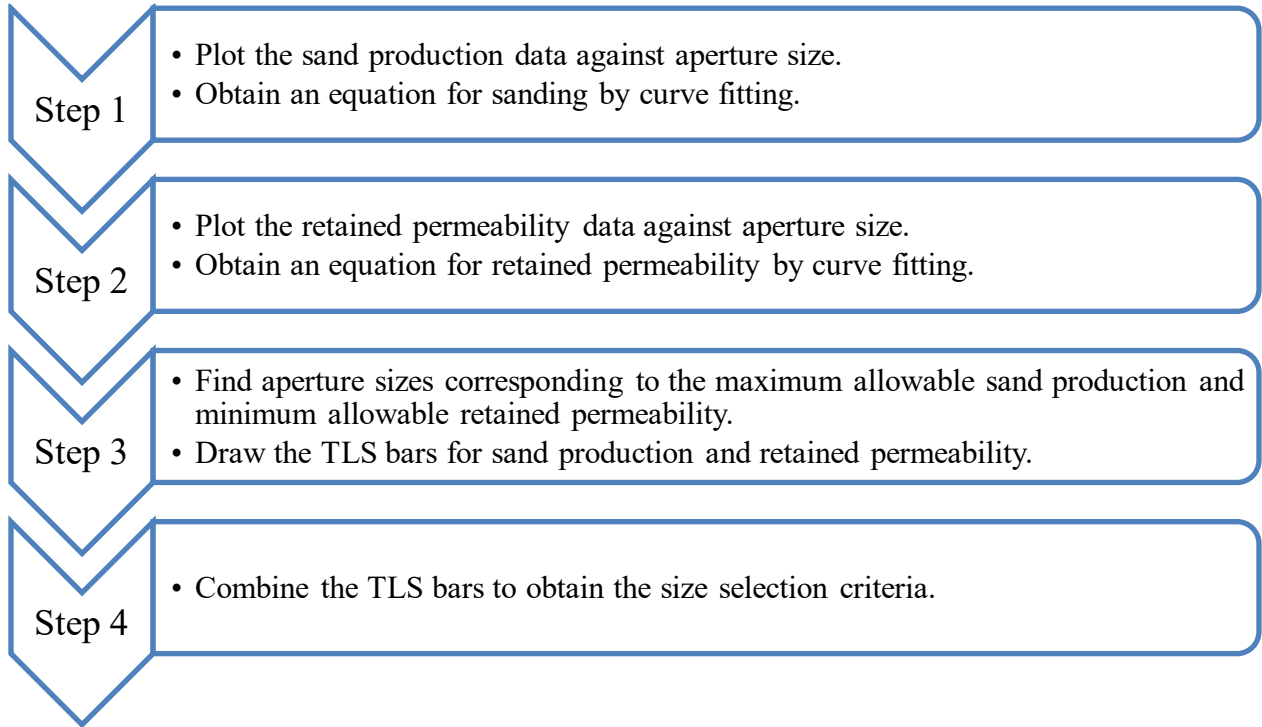 Step 1
• Plot the sand production data against aperture size.
• Obtain an equation for sanding by curve fitting.
Step 2
• Plot the retained permeability data against aperture size.
• Obtain an equation for retained permeability by curve fitting.
Step 3
• Find aperture sizes corresponding to the maximum allowable sand production and
minimum allowable retained permeability.
• Draw the TLS bars for sand production and retained permeability.
Step 4
• Combine the TLS bars to obtain the size selection criteria.